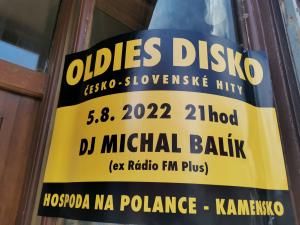 OLDIES DISKO
ČESKO-SLOVENSKÉ HITY
5.8. 2022 21hod
DJ MICHAL BALÍK
(ex Rádio FM Plus)
HOSPODA NA POLANCE - KAMENSKO